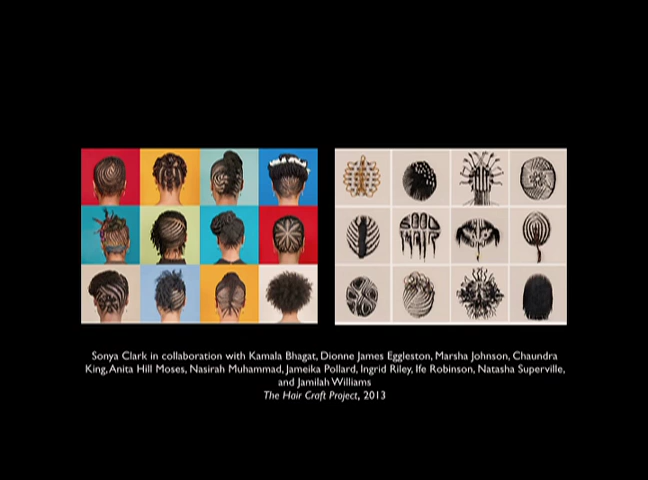 Sonya Clark in collaboration with Kamala Bhagat, Dionne James Eggleston, Marsha Johnson, Chaundra
King, Anita Hill Moses, Nasirah Muhammad, Jameika Pollard, Ingrid Riley, Ife Robinson, Natasha Superville,
and Jamilah Williams
The Hair Craft Project, 2013